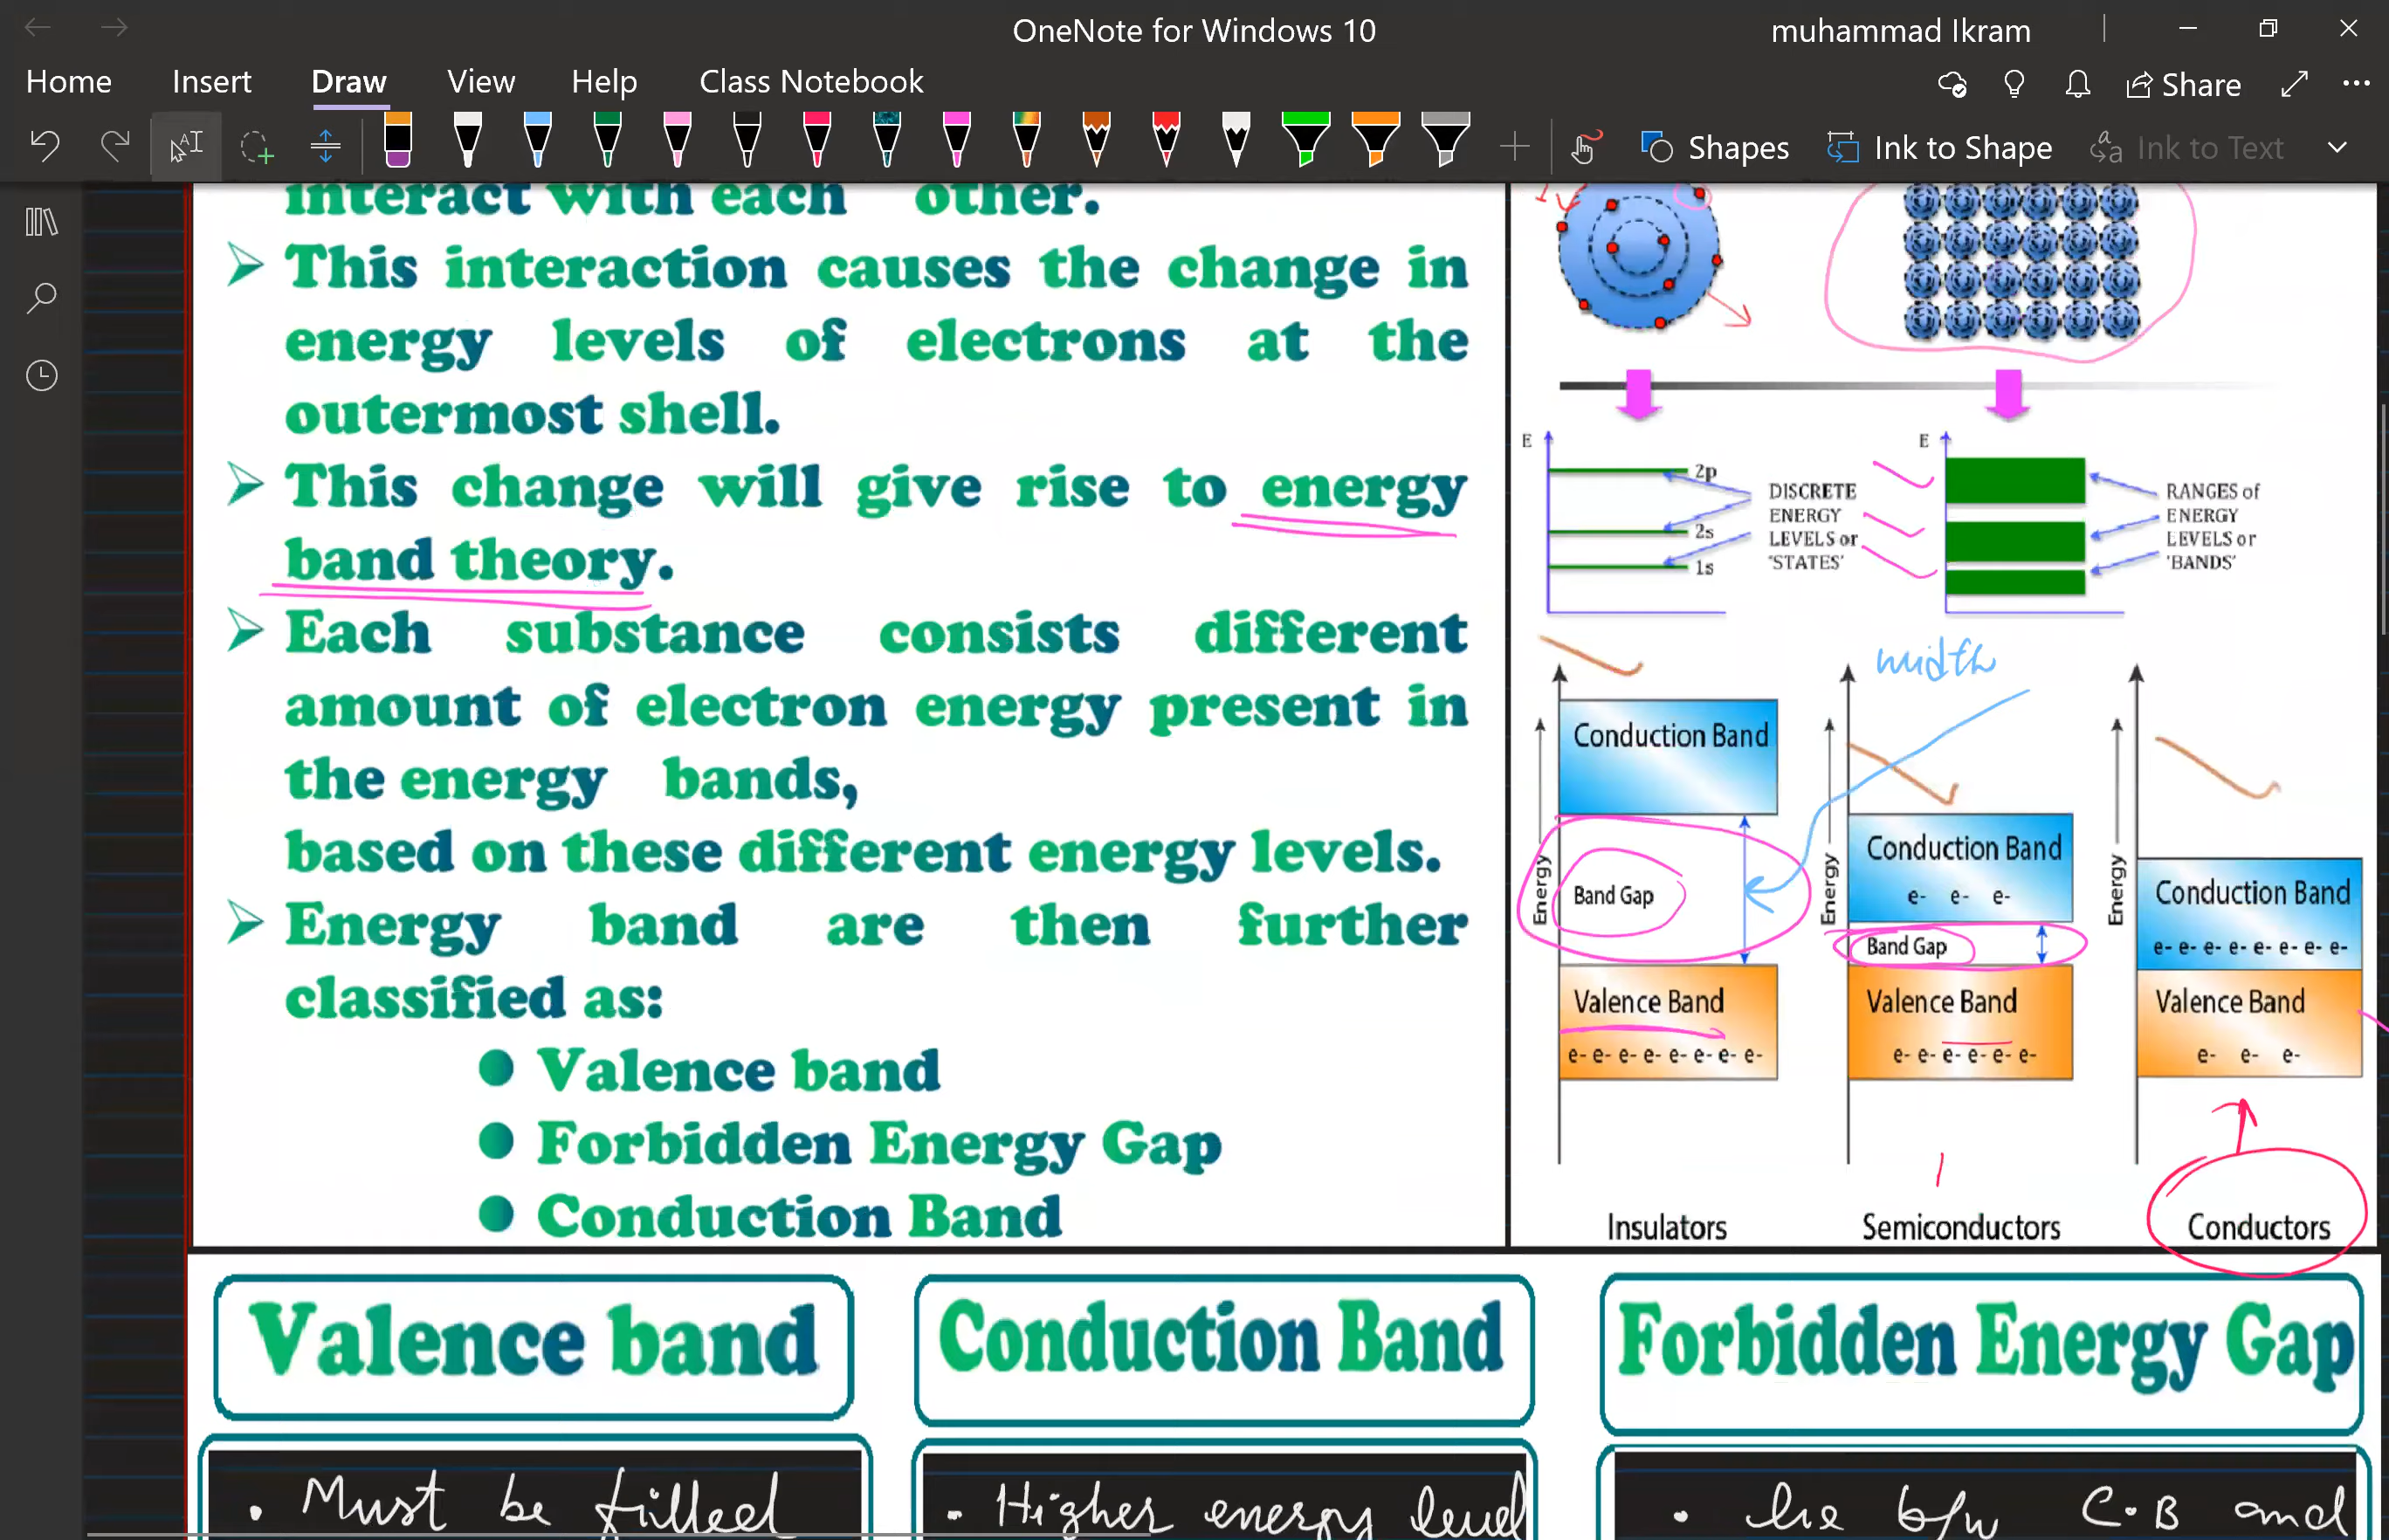 OneNote for Windows 10
muhammad Ikram
Home Insert Draw View Help Class Notebook
Share
Shapes Ink to Shape Ink to Text
interact with each other.
This interaction causes the change in
energy levels of electrons at the
outermost shell.
This change will give rise to energy
band theory.
Each substance consists different
amount of electron energy present in
the energy bands,
based on these different energy levels.
Energy band are then further
classified as:
Valence band
Forbidden Energy Gap
Conduction Band
E
2p
2s
1s
DISCRETE
ENERGY
LEVELS or
'STATES'
E
RANGES of
ENERGY
LEVELS or
'BANDS'
width
Energy
Conduction Band
Band Gap
Valence Band
e- e- e- e- e- e- e- e-
Insulators
Energy
Conduction Band
e- e- e-
Band Gap
Valence Band
e- e- e- e- e- e-
Semiconductors
Energy
Conduction Band
e- e- e- e- e- e- e- e-
Valence Band
e- e- e-
Conductors
Valence band
Conduction Band
Forbidden Energy Gap
• Must be filled
- Higher energy level
• lie b/w C.B and